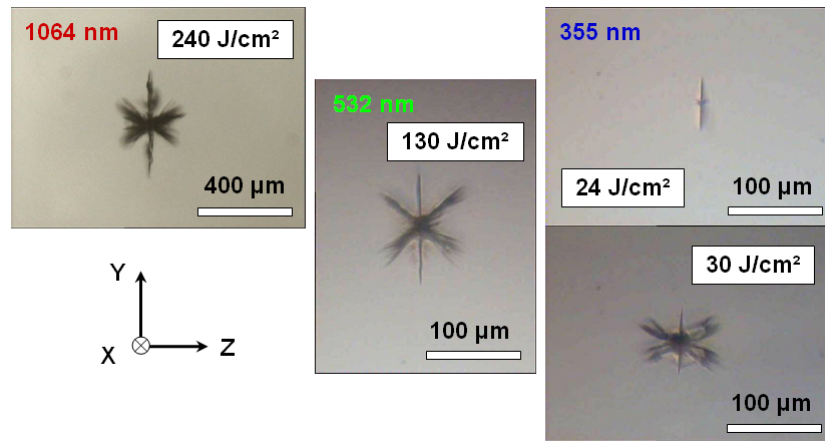 1064 nm
240 J/cm²
400 µm
532 nm
130 J/cm²
100 µm
355 nm
24 J/cm²
100 µm
30 J/cm²
100 µm
Y
X
Z